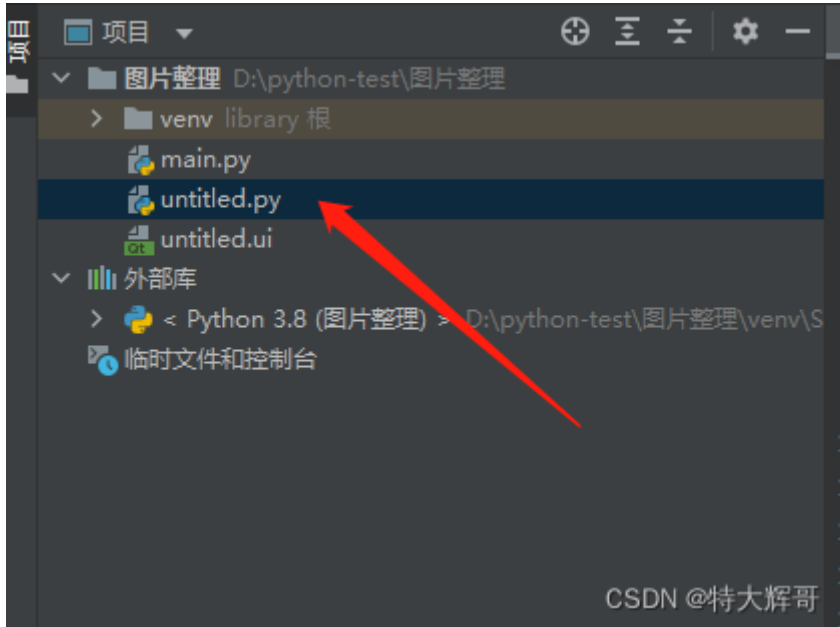 项目
项目
图片整理 D:\python-test\图片整理
venv library 根
main.py
untitled.py
untitled.ui
Qt
外部库
< Python 3.8 (图片整理) > D:\python-test\图片整理\venv\S
临时文件和控制台
CSDN @特大辉哥